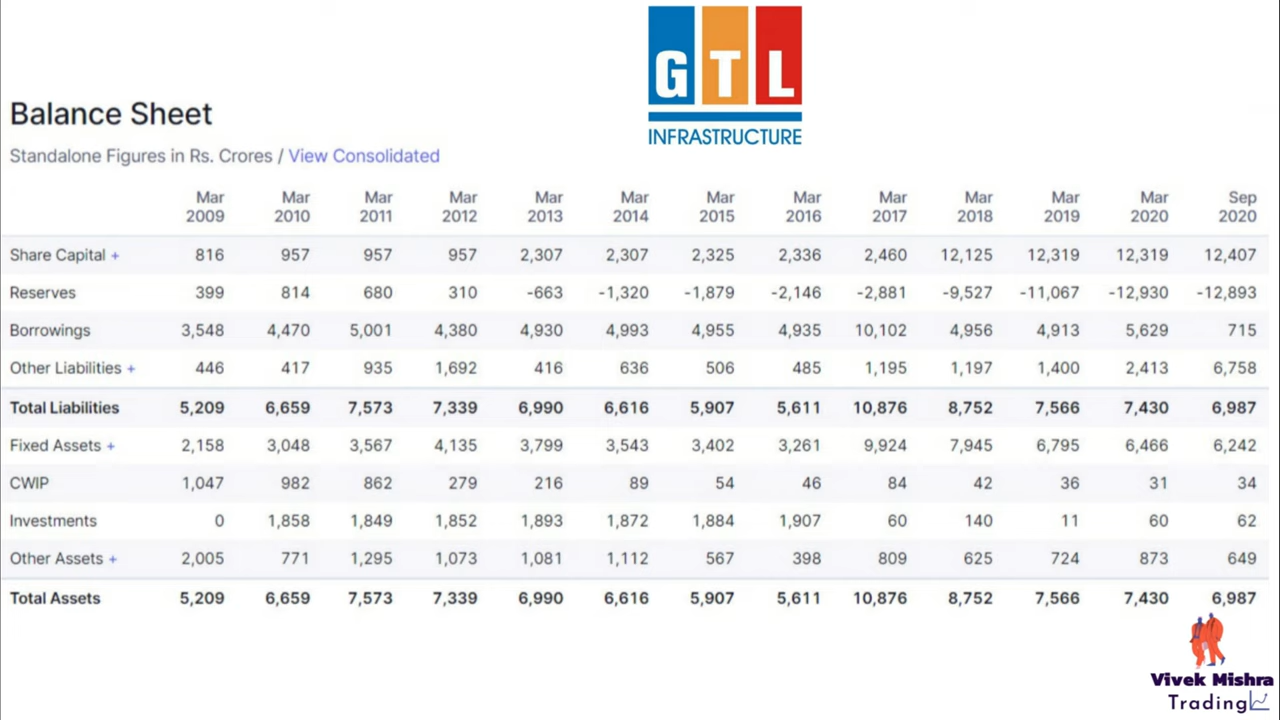 GTL
INFRASTRUCTURE
Balance Sheet
Standalone Figures in Rs. Crores / View Consolidated
Mar 2009 Mar 2010 Mar 2011 Mar 2012 Mar 2013 Mar 2014 Mar 2015 Mar 2016 Mar 2017 Mar 2018 Mar 2019 Mar 2020 Sep 2020
Share Capital + 816 957 957 957 2,307 2,307 2,325 2,336 2,460 12,125 12,319 12,319 12,407
Reserves 399 814 680 310 -663 -1,320 -1,879 -2,146 -2,881 -9,527 -11,067 -12,930 -12,893
Borrowings 3,548 4,470 5,001 4,380 4,930 4,993 4,955 4,935 10,102 4,956 4,913 5,629 715
Other Liabilities + 446 417 935 1,692 416 636 506 485 1,195 1,197 1,400 2,413 6,758
Total Liabilities 5,209 6,659 7,573 7,339 6,990 6,616 5,907 5,611 10,876 8,752 7,566 7,430 6,987
Fixed Assets + 2,158 3,048 3,567 4,135 3,799 3,543 3,402 3,261 9,924 7,945 6,795 6,466 6,242
CWIP 1,047 982 862 279 216 89 54 46 84 42 36 31 34
Investments 0 1,858 1,849 1,852 1,893 1,872 1,884 1,907 60 140 11 60 62
Other Assets + 2,005 771 1,295 1,073 1,081 1,112 567 398 809 625 724 873 649
Total Assets 5,209 6,659 7,573 7,339 6,990 6,616 5,907 5,611 10,876 8,752 7,566 7,430 6,987
Vivek Mishra
Trading